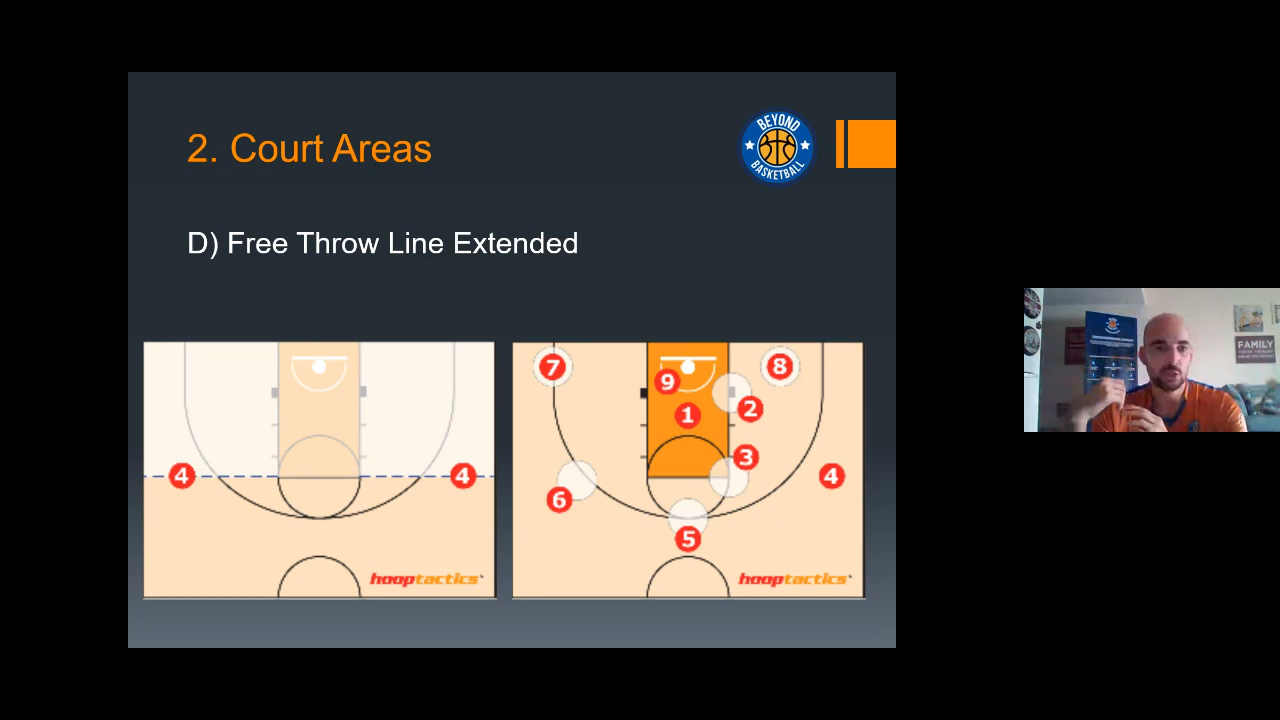 2. Court Areas
BEYOND
BASKETBALL
D) Free Throw Line Extended
4
4
hooptactics
7
8
9
2
1
3
4
6
5
hooptactics
FAMILY